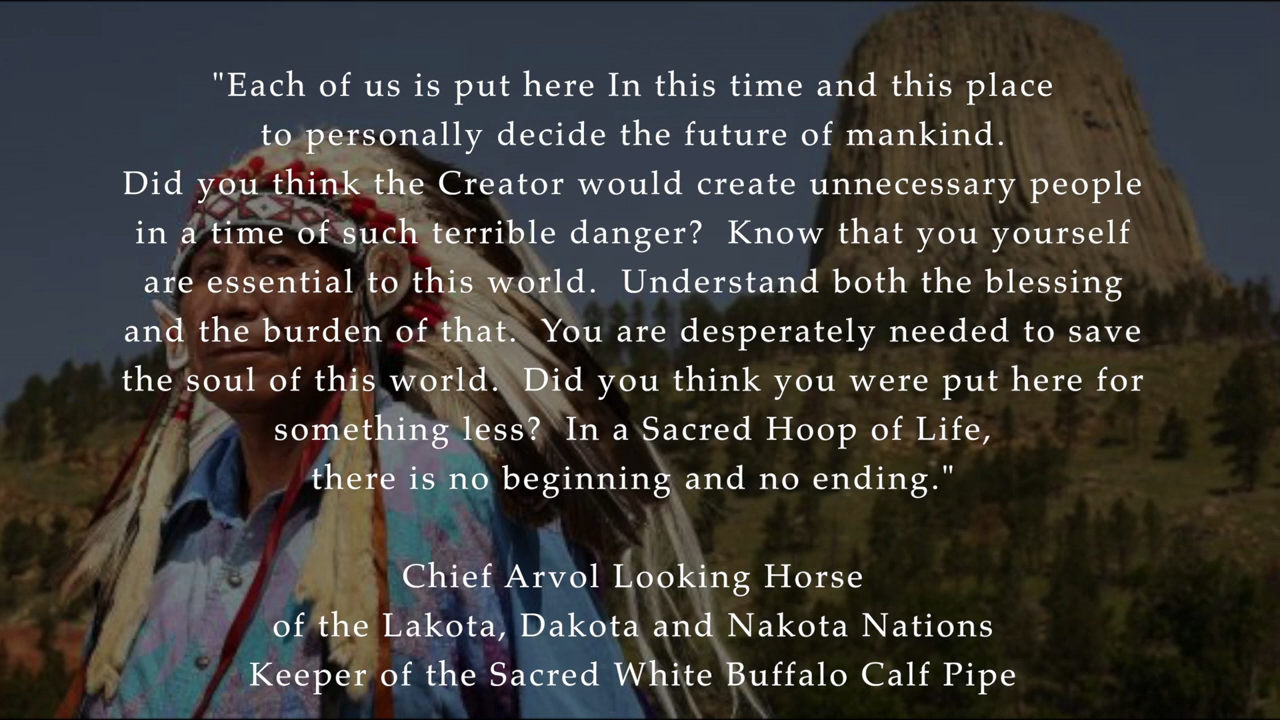 "Each of us is put here In this time and this place
to personally decide the future of mankind.
Did you think the Creator would create unnecessary people
in a time of such terrible danger?  Know that you yourself
are essential to this world.  Understand both the blessing
and the burden of that.  You are desperately needed to save
the soul of this world.  Did you think you were put here for
something less?  In a Sacred Hoop of Life,
there is no beginning and no ending."
Chief Arvol Looking Horse
of the Lakota, Dakota and Nakota Nations
Keeper of the Sacred White Buffalo Calf Pipe